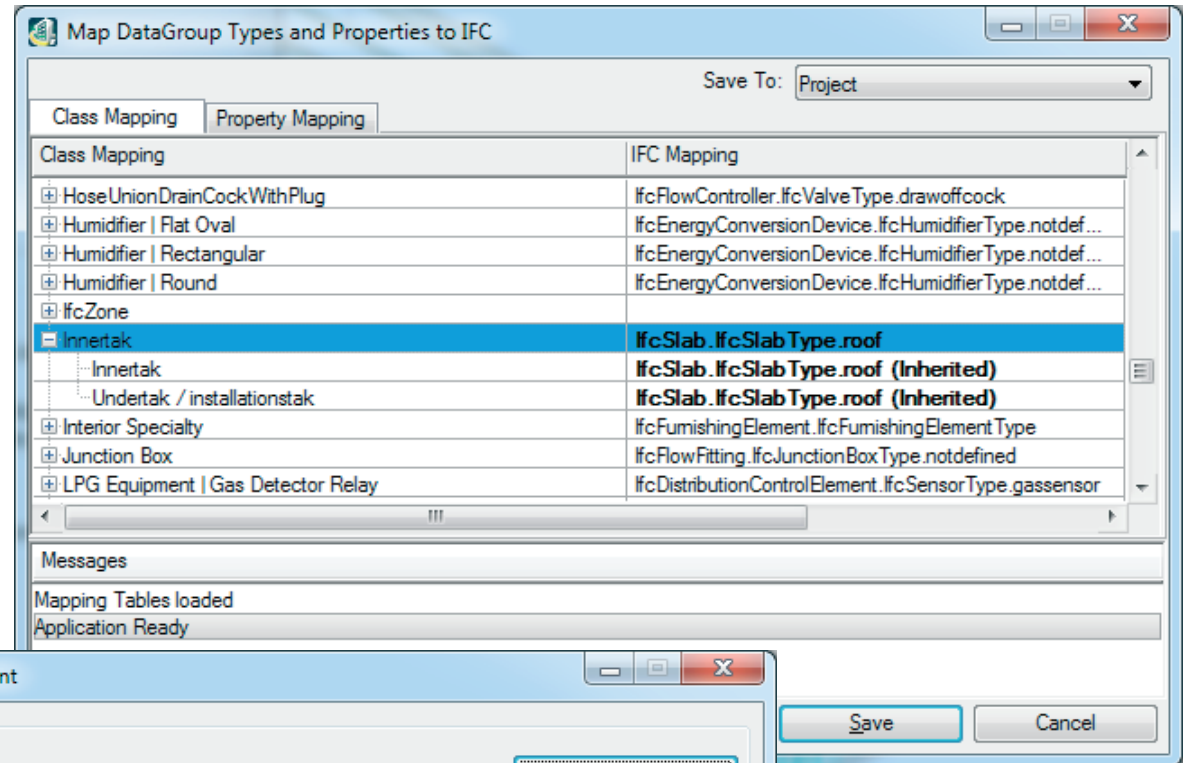 Map DataGroup Types and Properties to IFC
Save To: Project
Class Mapping Property Mapping
Class Mapping IFC Mapping
HoseUnionDrainCockWithPlug IfcFlowController.IfcValveType.drawoffcock
Humidifier | Flat Oval IfcEnergyConversionDevice.IfcHumidifierType.notdef...
Humidifier | Rectangular IfcEnergyConversionDevice.IfcHumidifierType.notdef...
Humidifier | Round IfcEnergyConversionDevice.IfcHumidifierType.notdef...
IfcZone
Innertak IfcSlab.IfcSlabType.roof
Innertak IfcSlab.IfcSlabType.roof (Inherited)
Undertak / installationstak IfcSlab.IfcSlabType.roof (Inherited)
Interior Specialty IfcFurnishingElement.IfcFurnishingElementType
Junction Box IfcFlowFitting.IfcJunctionBoxType.notdefined
LPG Equipment | Gas Detector Relay IfcDistributionControlElement.IfcSensorType.gassensor
Messages
Mapping Tables loaded
Application Ready
nt
Save Cancel